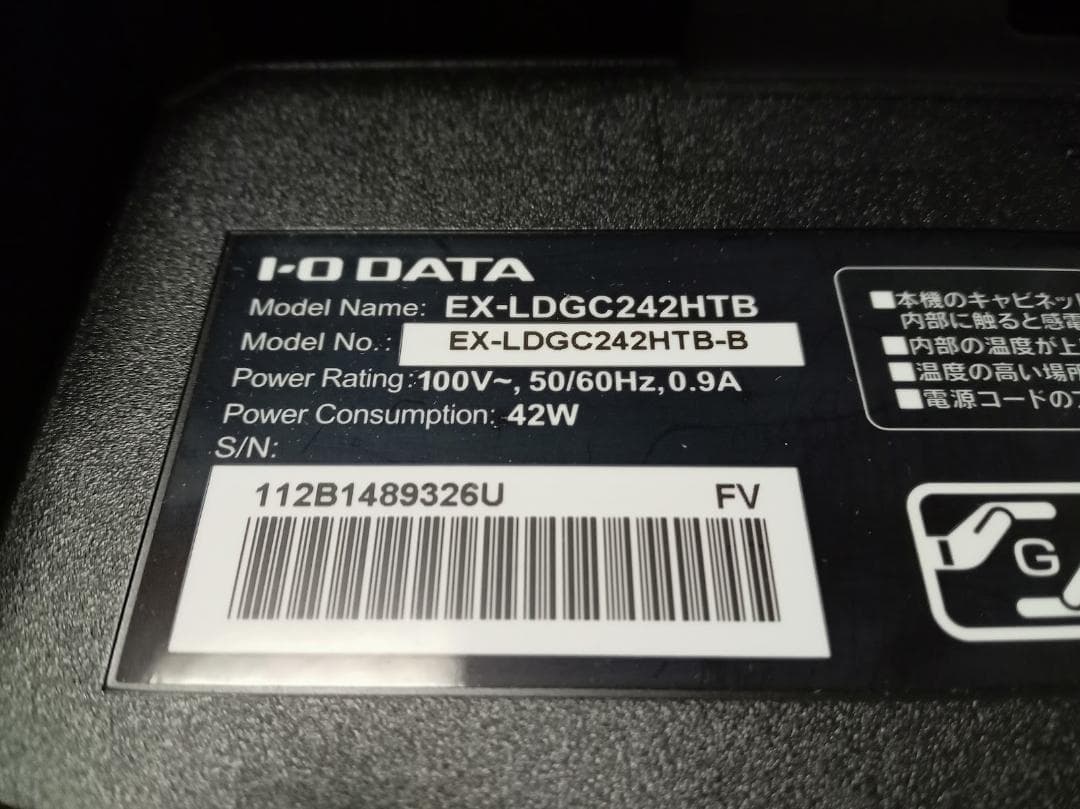 I-O DATA
Model Name: EX-LDGC242HTB
Model No.: EX-LDGC242HTB-B
Power Rating: 100V~, 50/60Hz, 0.9A
Power Consumption: 42W
S/N:
112B1489326U FV
■本機のキャビネッ
内部に触ると感電
■内部の温度が上
■温度の高い場所
■電源コードの
G